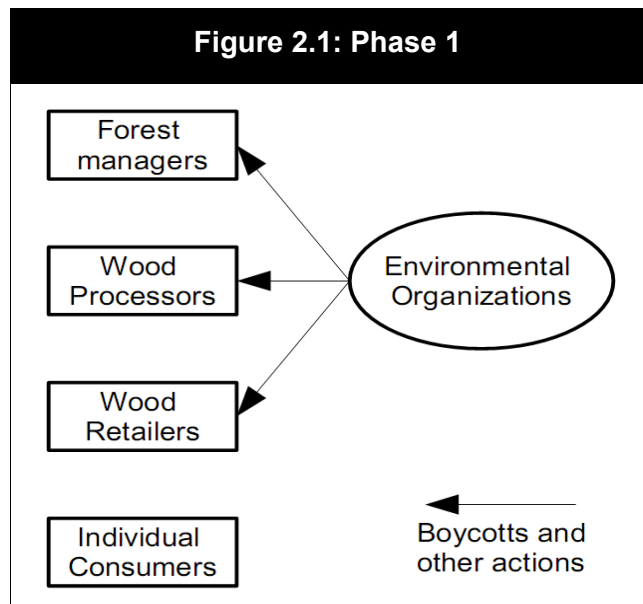 Figure 2.1: Phase 1
Forest
managers
Wood
Processors
Environmental
Organizations
Wood
Retailers
Individual
Consumers
Boycotts and
other actions